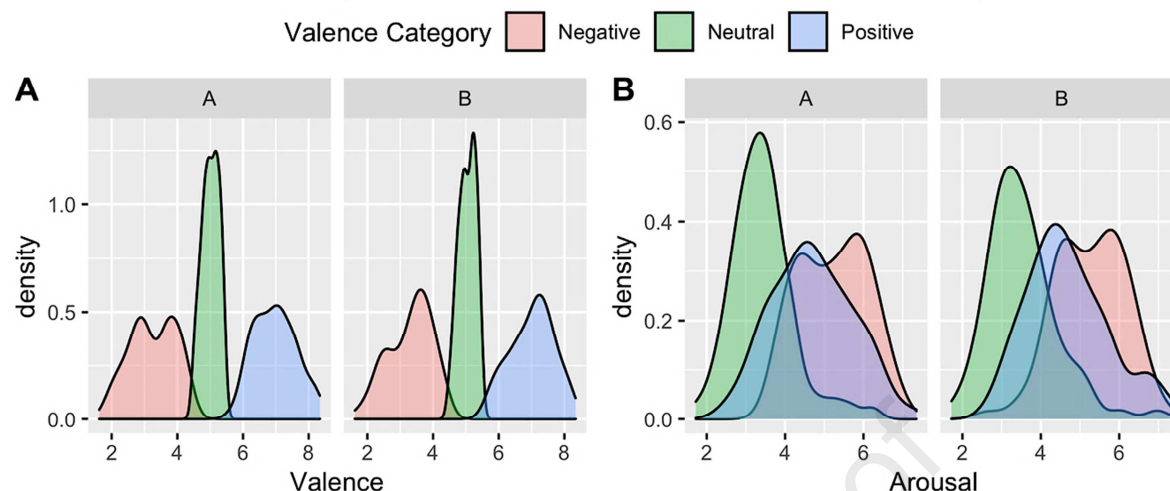 Valence Category Negative Neutral Positive
A B
A B A B
density 1.0 0.5 0.0
2 4 6 8 2 4 6 8
Valence
density 0.6 0.4 0.2 0.0
2 4 6 2 4 6
Arousal
of